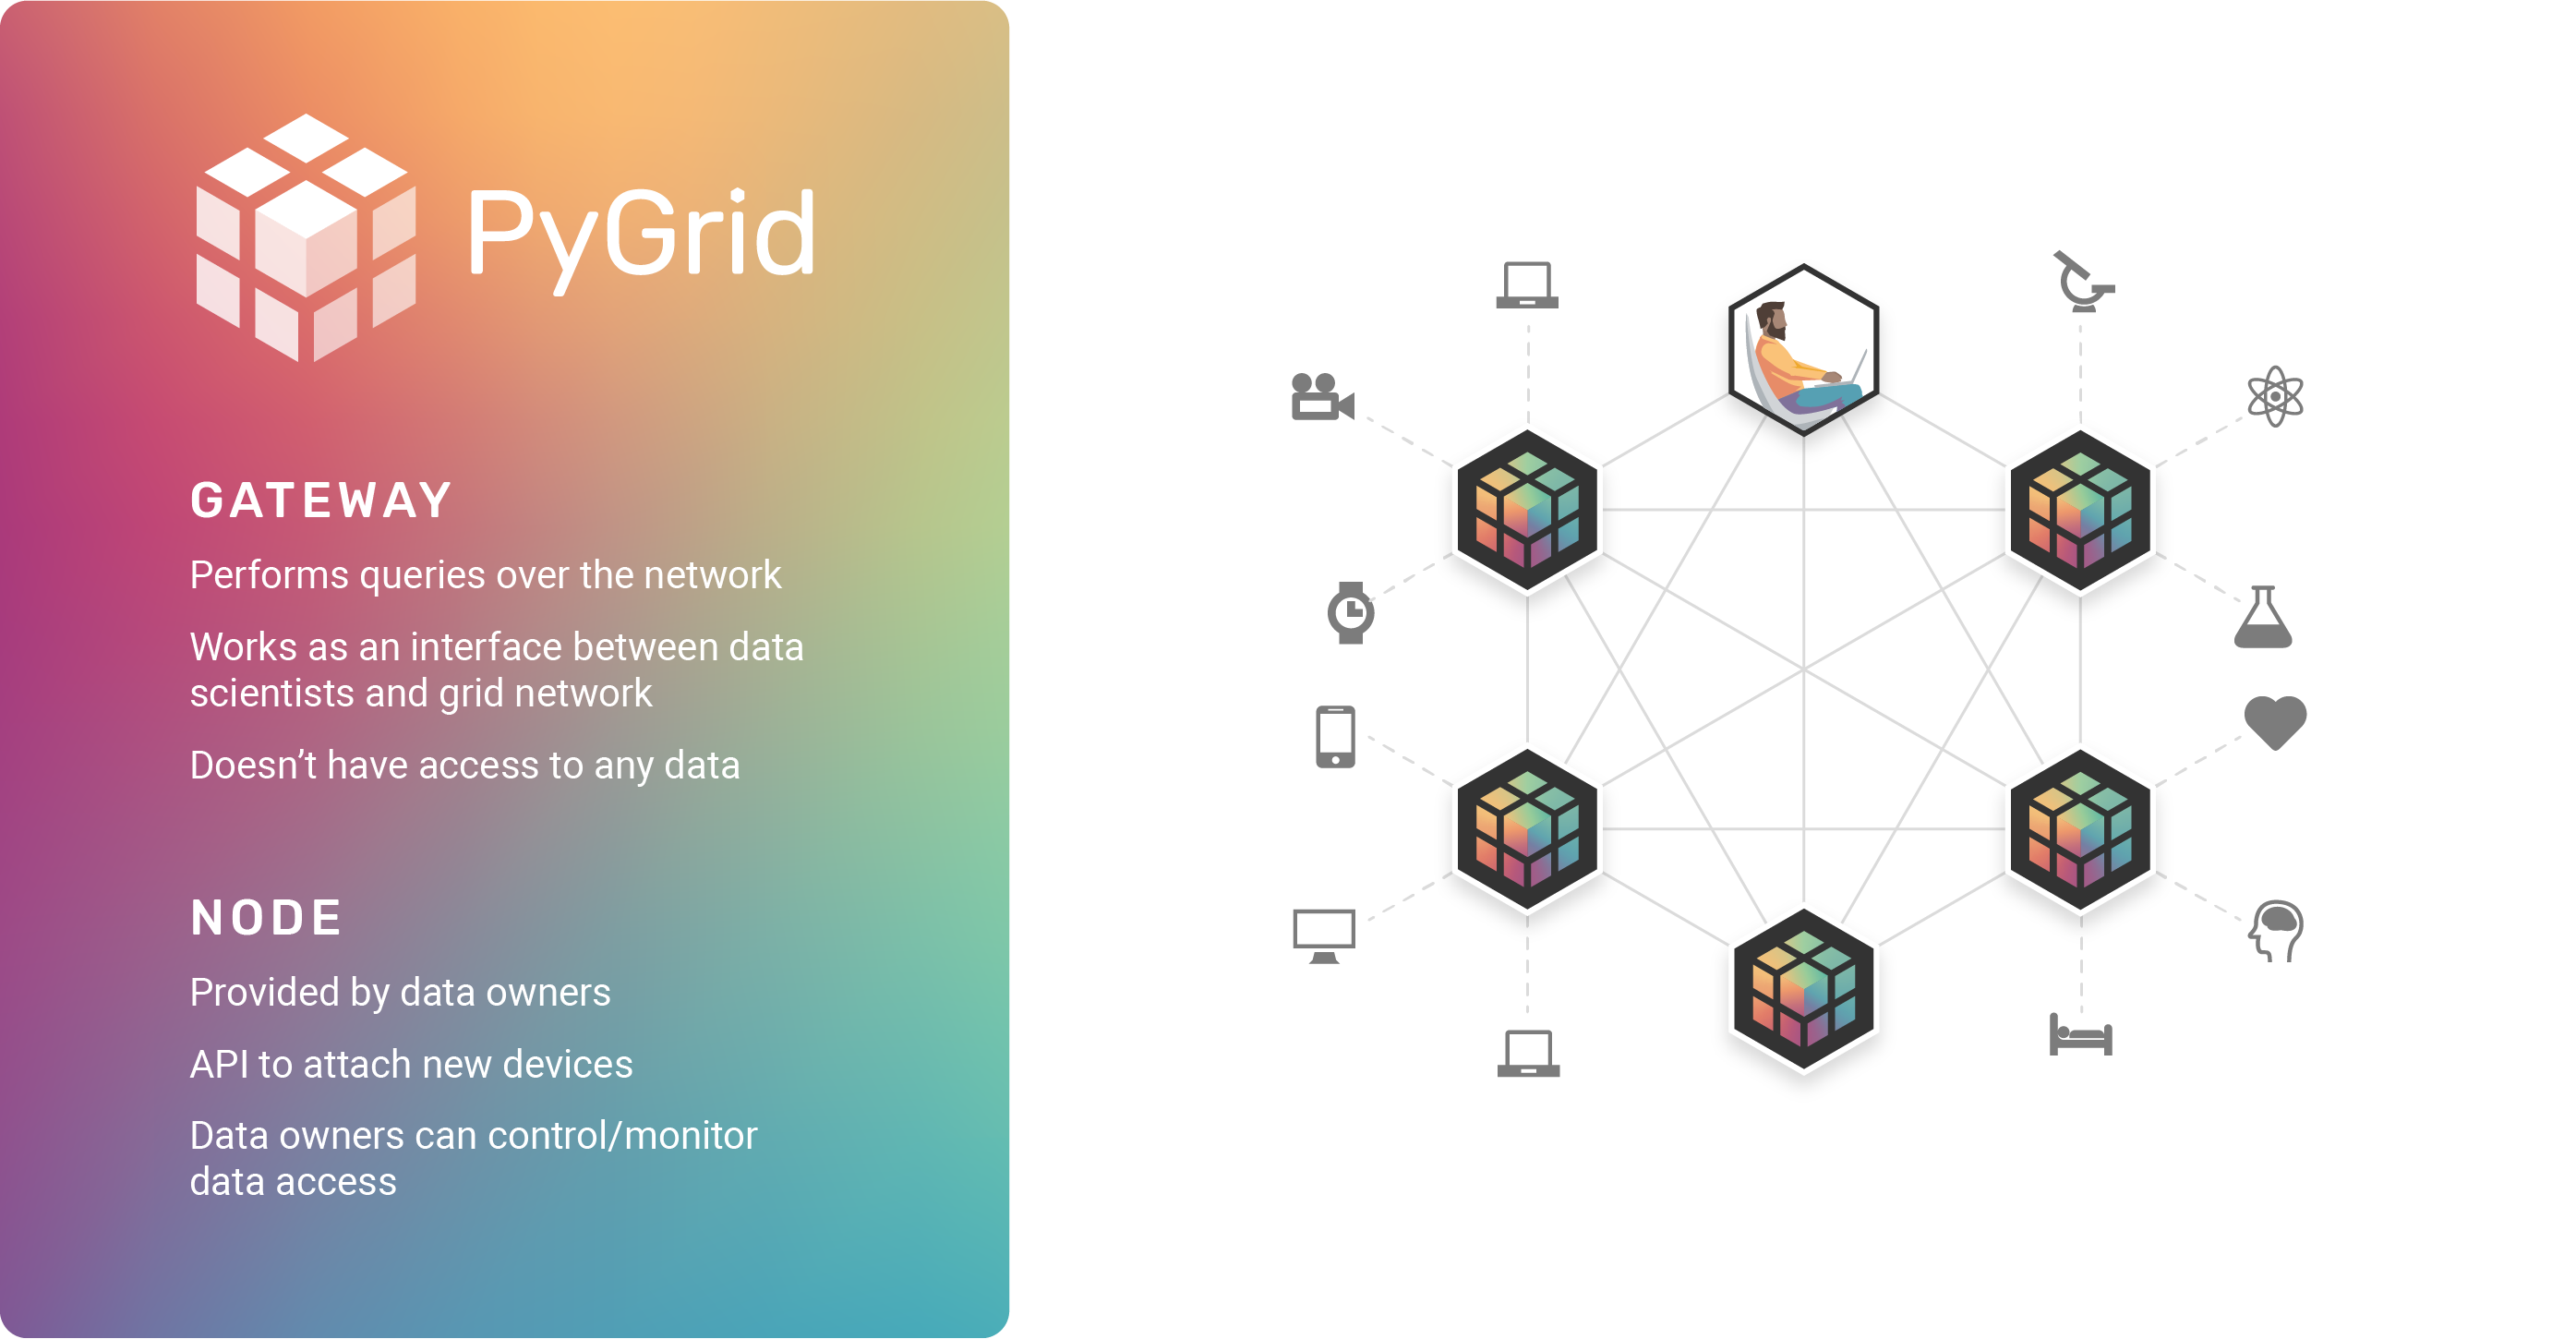 PyGrid
GATEWAY
Performs queries over the network
Works as an interface between data
scientists and grid network
Doesn’t have access to any data
NODE
Provided by data owners
API to attach new devices
Data owners can control/monitor
data access